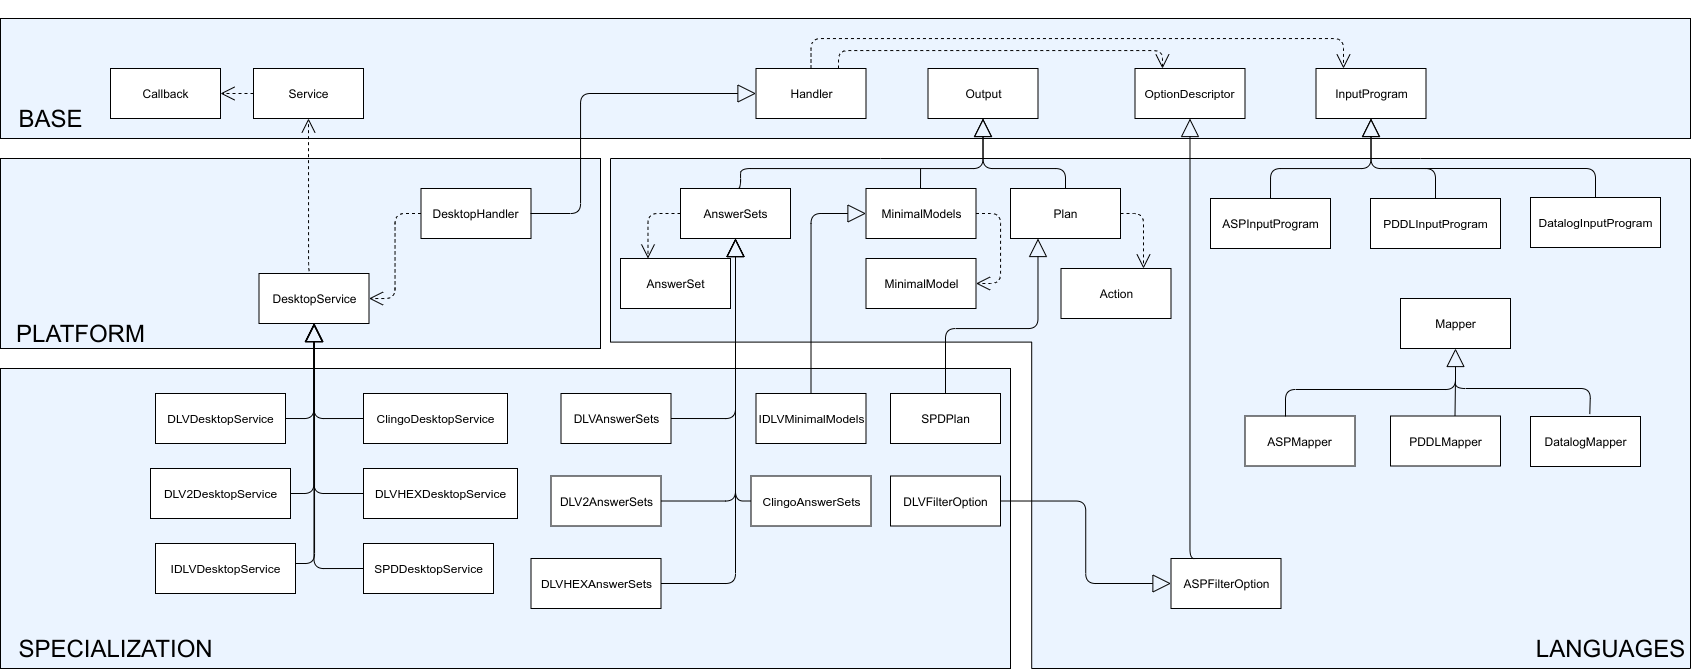 Callback
Service
Handler
Output
OptionDescriptor
InputProgram
BASE
DesktopHandler
DesktopService
PLATFORM
AnswerSets
MinimalModels
Plan
ASPInputProgram
PDDLInputProgram
DatalogInputProgram
AnswerSet
MinimalModel
Action
Mapper
ASPMapper
PDDLMapper
DatalogMapper
ASPFilterOption
LANGUAGES
DLVDesktopService
ClingoDesktopService
DLVAnswerSets
IDLVMinimalModels
SPDPlan
DLV2DesktopService
DLVHEXDesktopService
DLV2AnswerSets
ClingoAnswerSets
DLVFilterOption
IDLVDesktopService
SPDDesktopService
DLVHEXAnswerSets
SPECIALIZATION